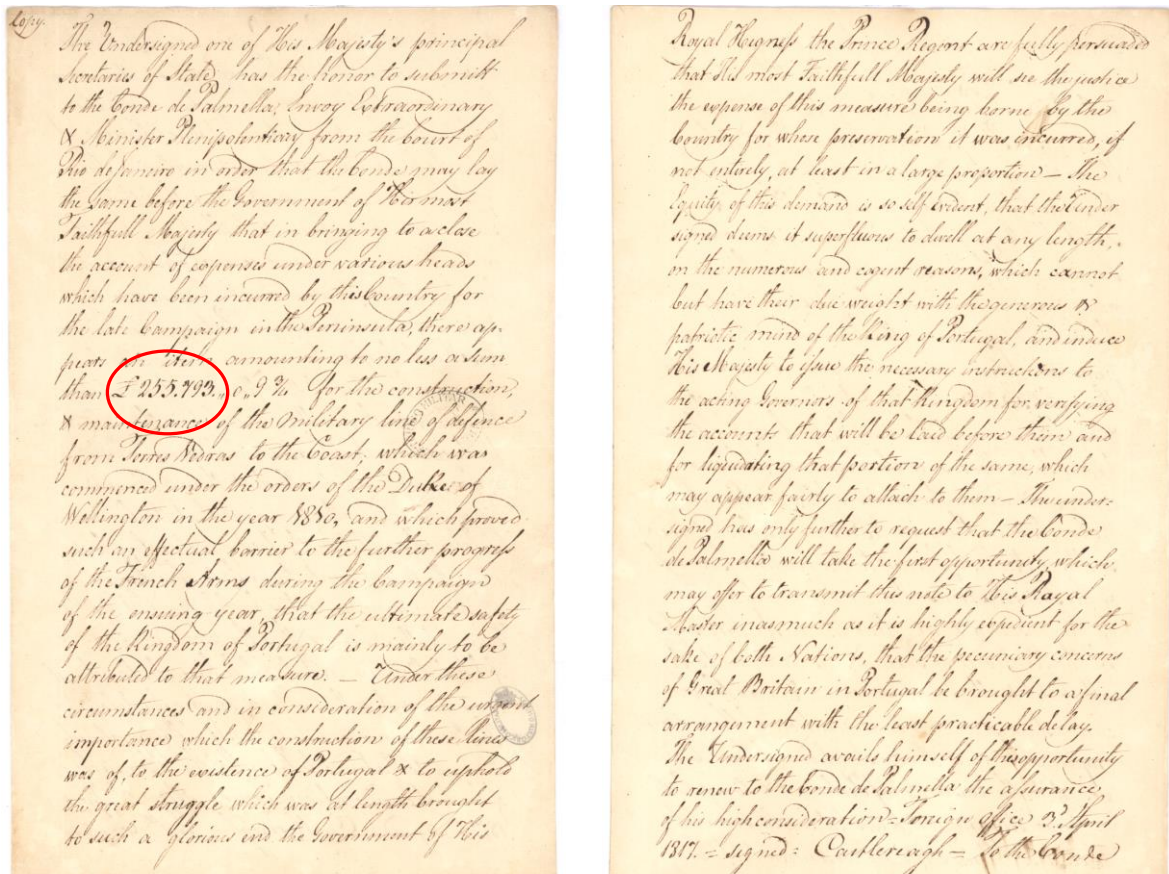 Copy.
The Undersigned one of His Majesty's principal
Secretaries of State, has the honor to submitt
to the Conde de Palmella, Envoy Extraordinary
& Minister Plenipotentiary from the Court of
Rio de Janeiro in order that the Conde may lay
the same before the Government of His most
Faithfull Majesty that in bringing to a close
the account of expenses under various heads
which have been incurred by this Country for
the late Campaign in the Peninsula, there ap-
pears an item amounting to no less a sum
than £255.793.,,0,,9¾ for the construction,
& maintenance of the military line of defence
from Torres Vedras to the Coast; which was
commenced under the orders of the Duke of
Wellington in the year 1810, and which proved
such an effectual barrier to the further progress
of the French Arms during the Campaign
of the ensuing year, that the ultimate safety
of the Kingdom of Portugal is mainly to be
attributed to that measure. — Under these
circumstances and in consideration of the urgent
importance which the construction of these lines
was of, to the existence of Portugal & to uphold
the great struggle which was at length brought
to such a glorious end the Government of His
Royal Higness the Prince Regent are fully persuaded
that His most Faithfull Majesty will see the justice
the expense of this measure being borne by the
Country for whose preservation it was incurred, if
not entirely, at least in a large proportion — The
Equity of this demand is so self Evident, that the Under
signed deems it superfluous to dwell at any length,
on the numerous and cogent reasons, which cannot
but have their due weight with the generous &
patriotic mind of the King of Portugal, and induce
His Majesty to issue the necessary instructions to
the acting Governors of that Kingdom for verifying
the accounts that will be laid before them and
for liquidating that portion of the same, which
may appear fairly to attach to them — The under-
signed has only further to request that the Conde
de Palmella will take the first opportunity, which
may offer to transmit this note to His Royal
Master inasmuch as it is highly expedient for the
sake of both Nations, that the pecuniary concerns
of Great Britain in Portugal be brought to a final
arrangement with the least practicable delay.
The Undersigned avails himself of this opportunity
to renew to the Conde de Palmella the assurance
of his high consideration = Foreign Office 3 April
1817. = signed: Castlereagh = To the Conde